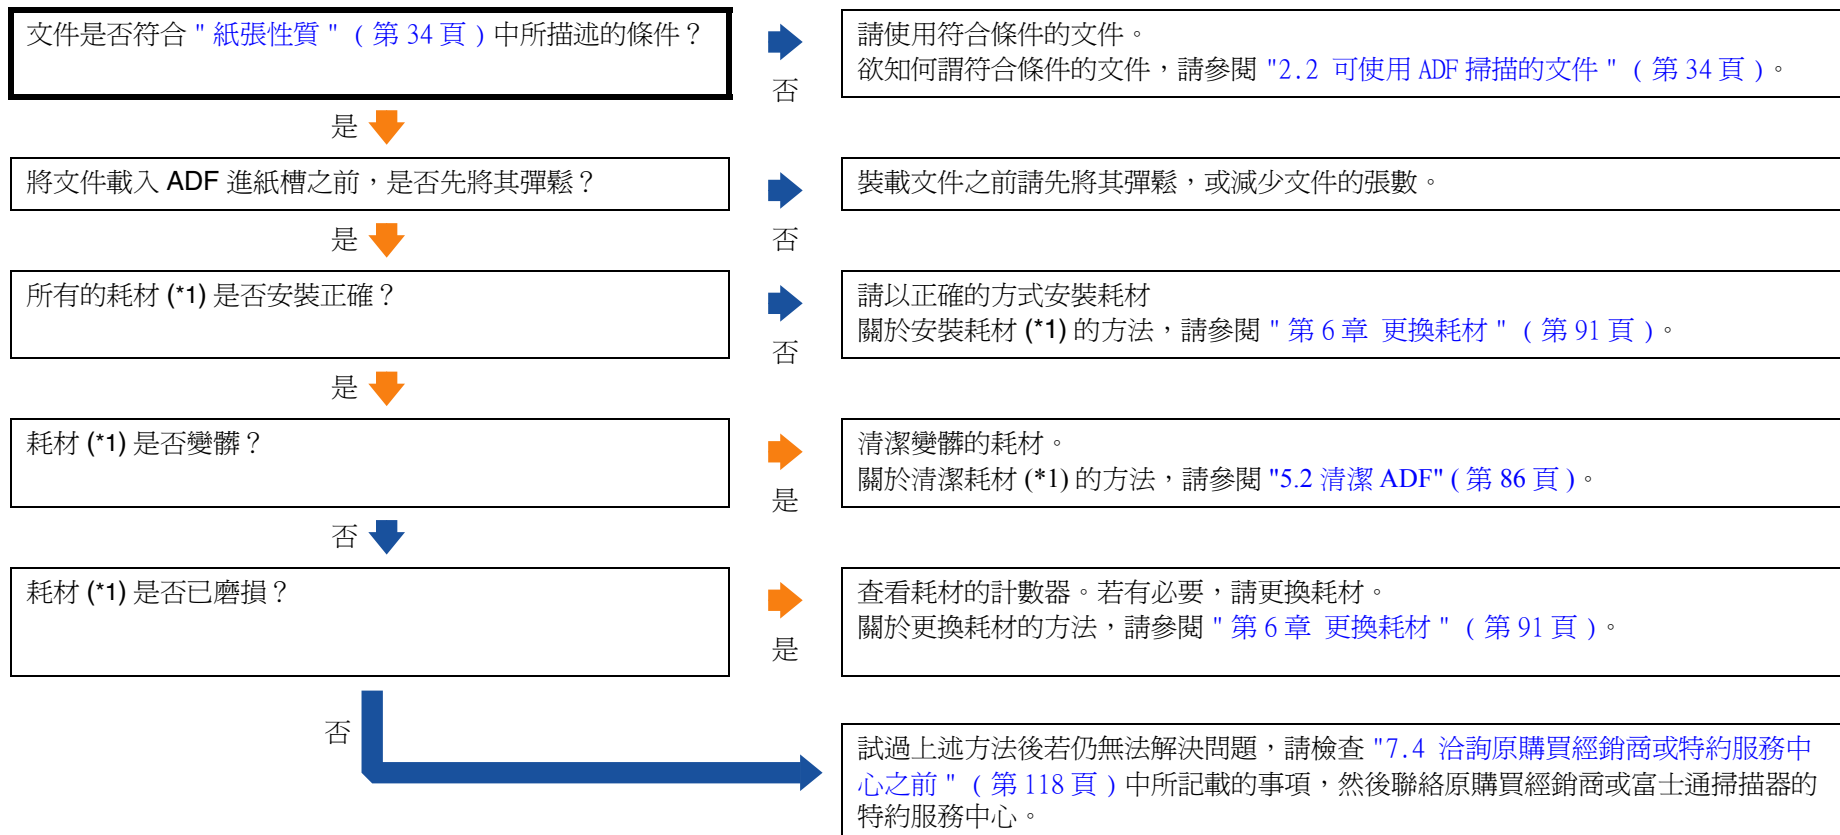 文件是否符合 " 紙張性質 " ( 第 34 頁 ) 中所描述的條件？
否
請使用符合條件的文件。
欲知何謂符合條件的文件，請參閱 "2.2 可使用 ADF 掃描的文件 " ( 第 34 頁 )。
是
將文件載入 ADF 進紙槽之前，是否先將其彈鬆？
否
裝載文件之前請先將其彈鬆，或減少文件的張數。
是
所有的耗材 (*1) 是否安裝正確？
否
請以正確的方式安裝耗材
關於安裝耗材 (*1) 的方法，請參閱 " 第 6 章 更換耗材 " ( 第 91 頁 )。
是
耗材 (*1) 是否變髒？
是
清潔變髒的耗材。
關於清潔耗材 (*1) 的方法，請參閱 "5.2 清潔 ADF" ( 第 86 頁 )。
否
耗材 (*1) 是否已磨損？
是
查看耗材的計數器。若有必要，請更換耗材。
關於更換耗材的方法，請參閱 " 第 6 章 更換耗材 " ( 第 91 頁 )。
否
試過上述方法後若仍無法解決問題，請檢查 "7.4 洽詢原購買經銷商或特約服務中
心之前 " ( 第 118 頁 ) 中所記載的事項，然後聯絡原購買經銷商或富士通掃描器的
特約服務中心。